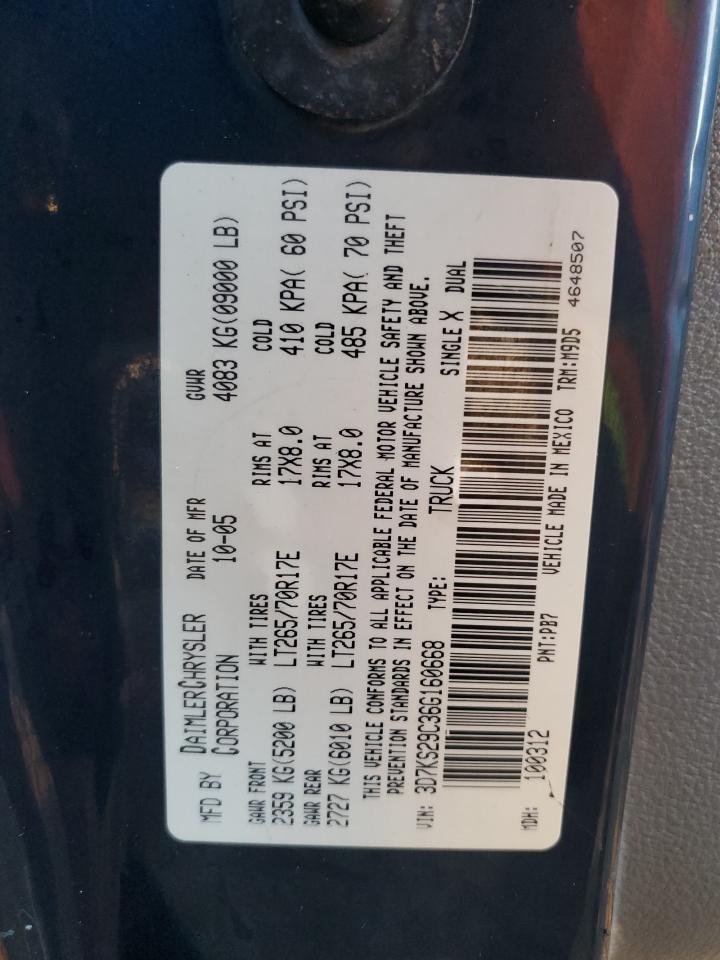 MFD BY DAIMLERCHRYSLER CORPORATION DATE OF MFR 10-05 GVWR 4083 KG(09000 LB)
GAWR FRONT WITH TIRES RIMS AT COLD
2359 KG(5200 LB) LT265/70R17E 17X8.0 410 KPA( 60 PSI)
GAWR REAR WITH TIRES RIMS AT COLD
2727 KG(6010 LB) LT265/70R17E 17X8.0 485 KPA( 70 PSI)
THIS VEHICLE CONFORMS TO ALL APPLICABLE FEDERAL MOTOR VEHICLE SAFETY AND THEFT
PREVENTION STANDARDS IN EFFECT ON THE DATE OF MANUFACTURE SHOWN ABOVE.
VIN: 3D7KS29C36G160668 TYPE: TRUCK SINGLE X DUAL
MDH: 100312 PNT:PB7 VEHICLE MADE IN MEXICO TRM:M9D5 4648507